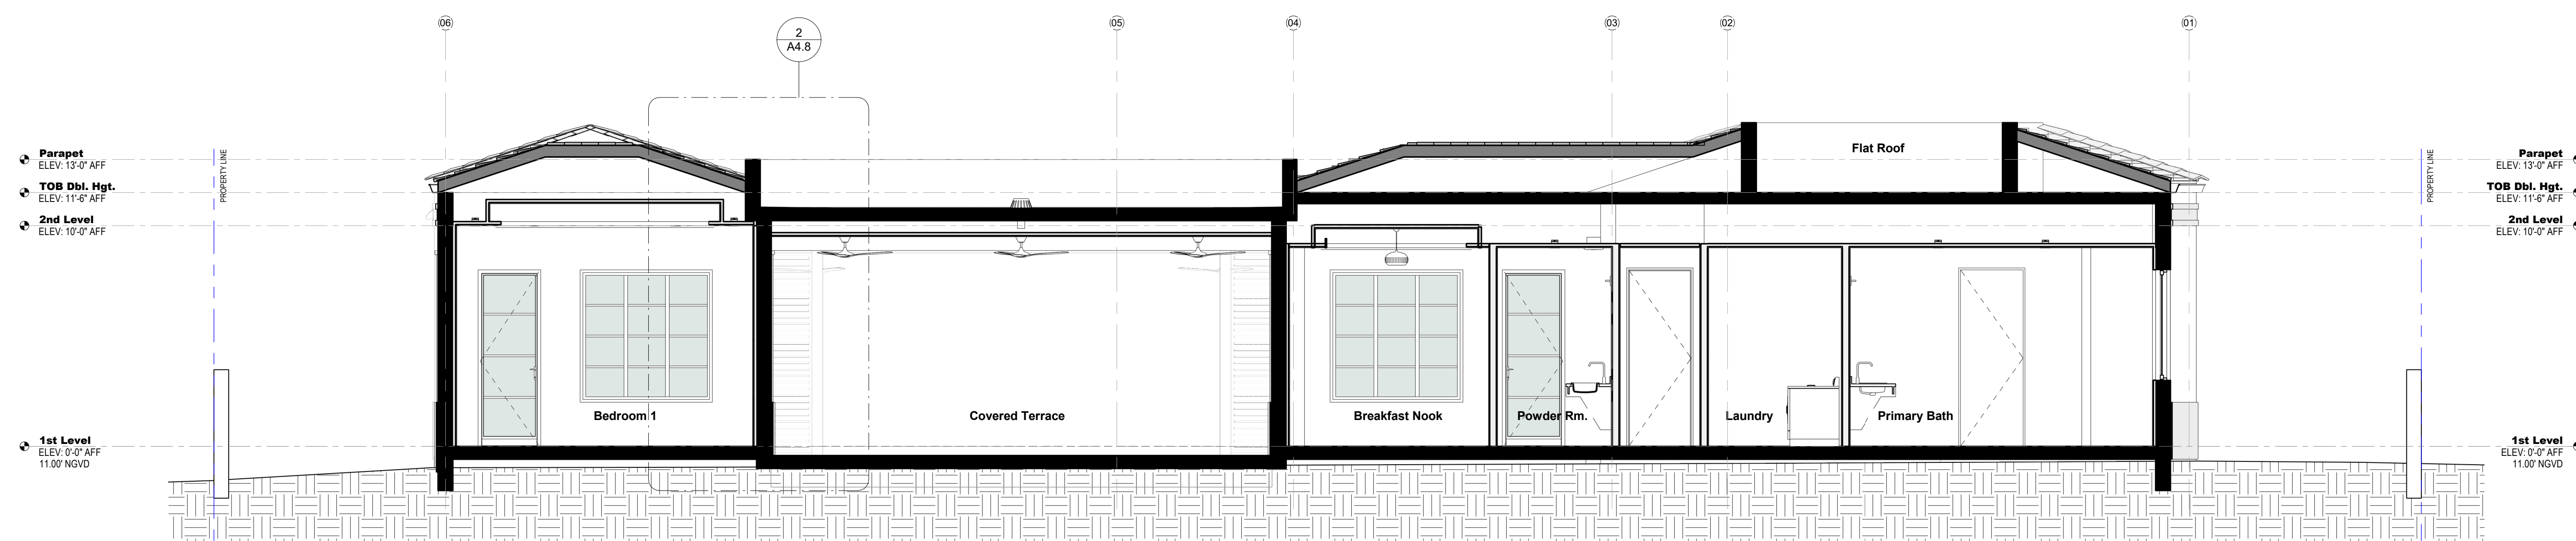 06
2
A4.8
05
04
03
02
01
Parapet
ELEV: 13'-0" AFF
TOB Dbl. Hgt.
ELEV: 11'-6" AFF
2nd Level
ELEV: 10'-0" AFF
1st Level
ELEV: 0'-0" AFF
11.00' NGVD
PROPERTY LINE
Bedroom 1
Covered Terrace
Breakfast Nook
Powder Rm.
Laundry
Primary Bath
Flat Roof
PROPERTY LINE
Parapet
ELEV: 13'-0" AFF
TOB Dbl. Hgt.
ELEV: 11'-6" AFF
2nd Level
ELEV: 10'-0" AFF
1st Level
ELEV: 0'-0" AFF
11.00' NGVD